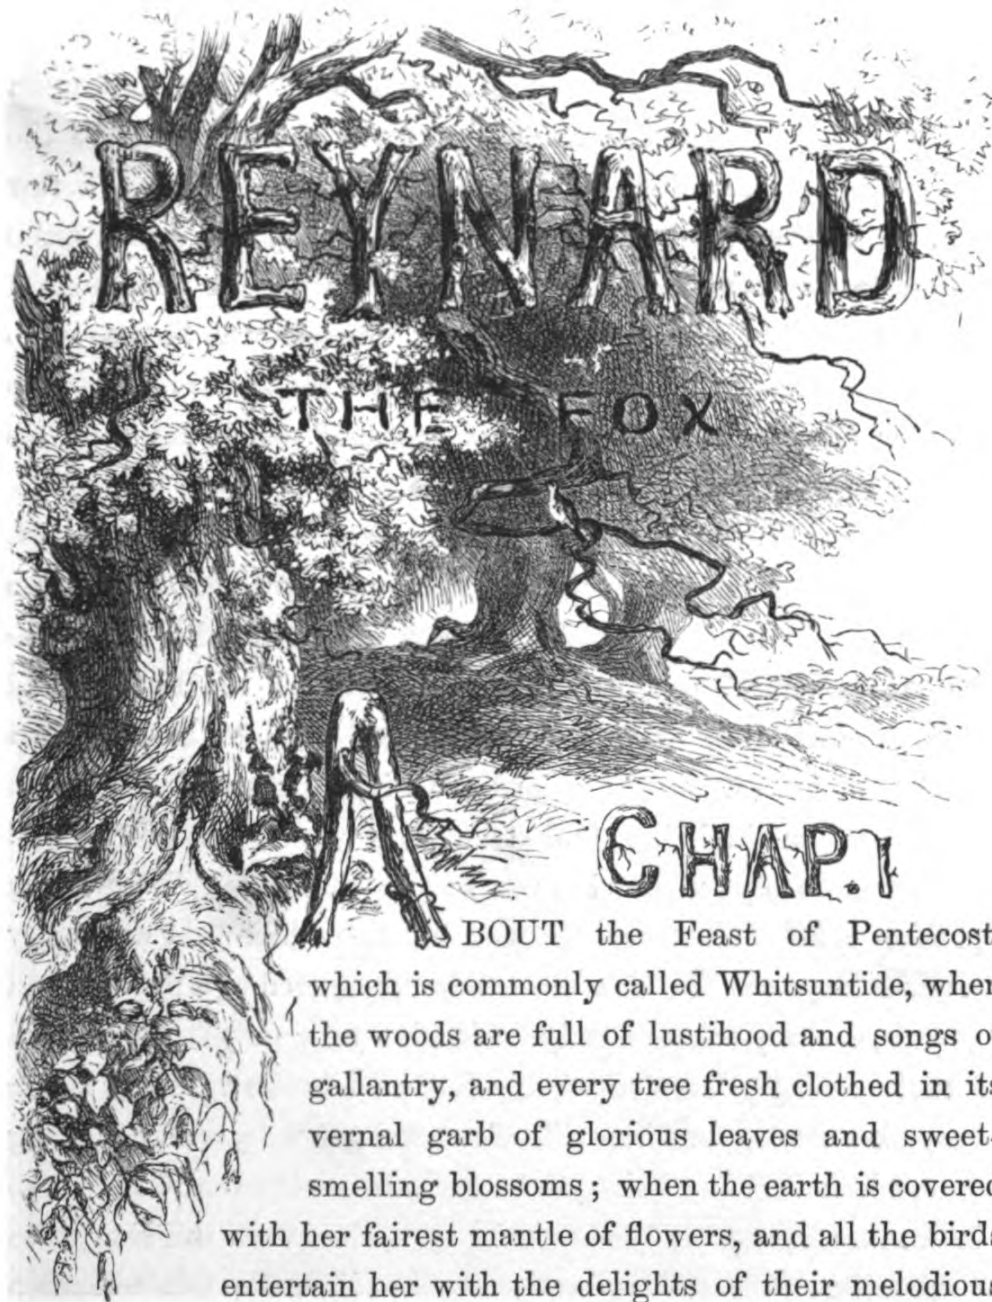 REYNARD
THE FOX
CHAP. I
ABOUT the Feast of Pentecost
which is commonly called Whitsuntide, when
the woods are full of lustihood and songs of
gallantry, and every tree fresh clothed in its
vernal garb of glorious leaves and sweet-
smelling blossoms; when the earth is covered
with her fairest mantle of flowers, and all the birds
entertain her with the delights of their melodious